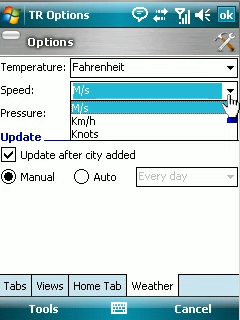 TR Options
ok
Options
Temperature: Fahrenheit
Speed: M/s
M/s
Pressure:
Km/h
Knots
Update
Update after city added
Manual Auto Every day
Tabs Views Home Tab Weather
Tools Cancel